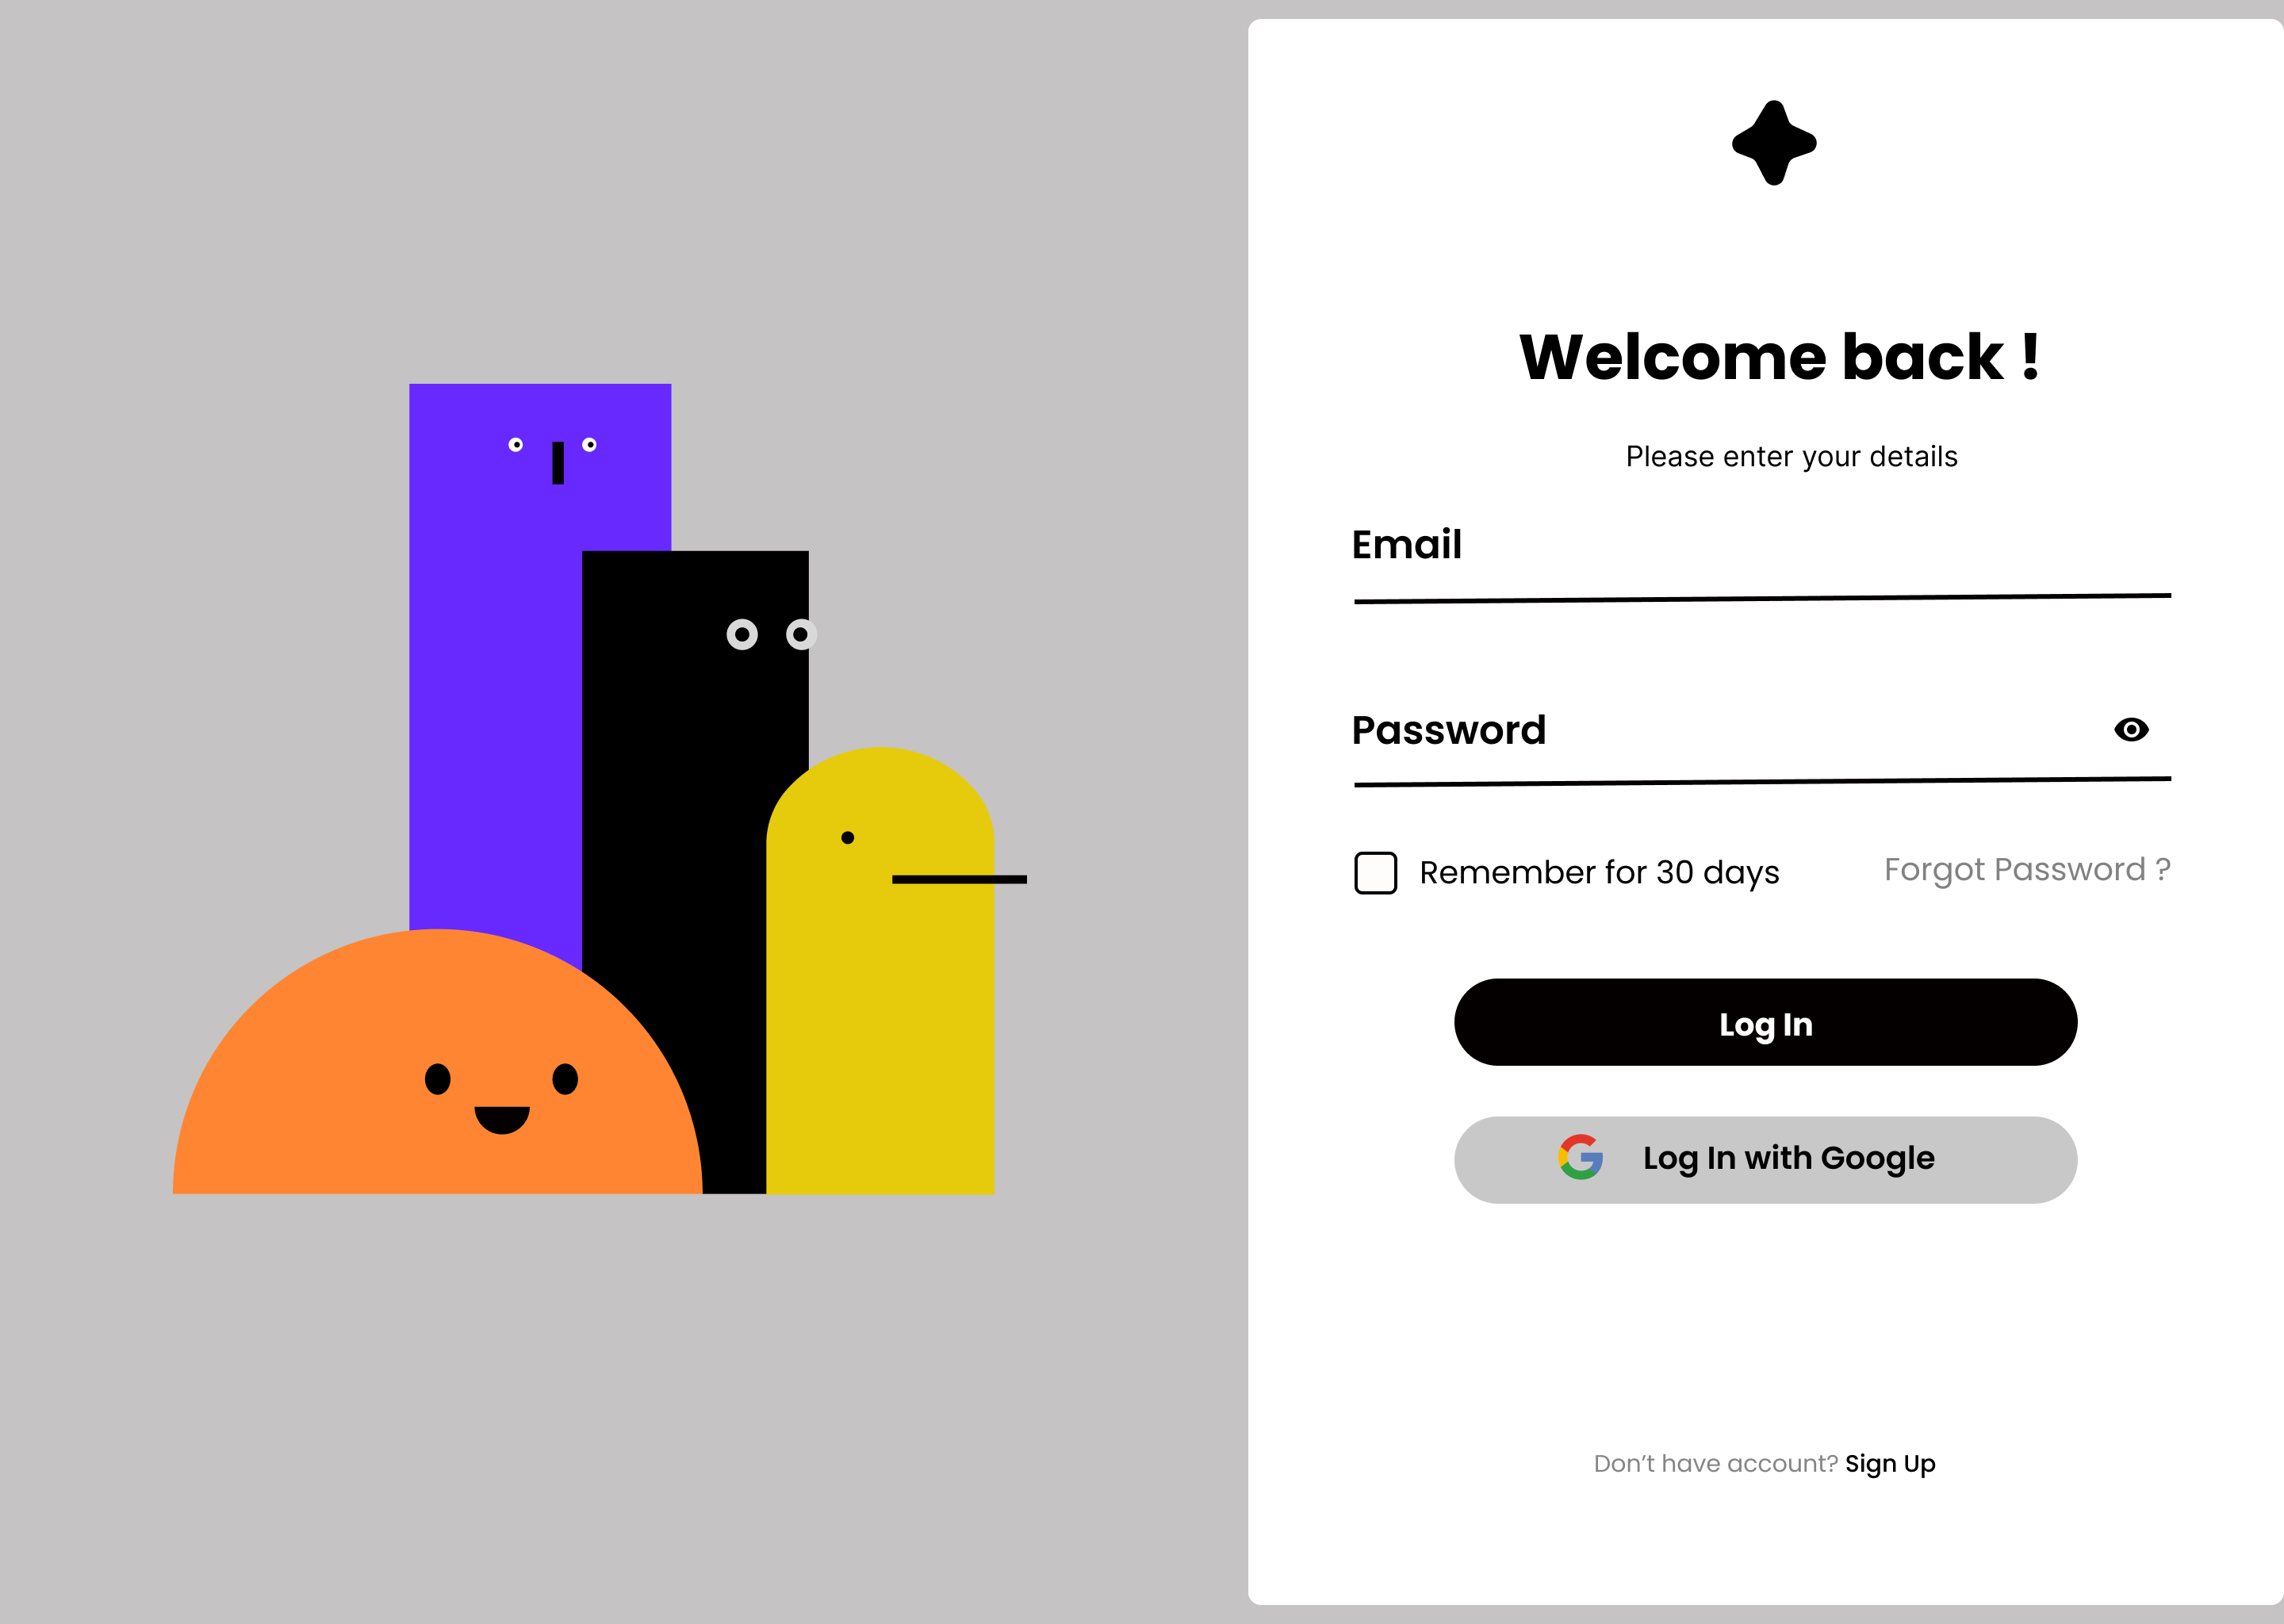 Welcome back !
Please enter your details
Email
Password
Remember for 30 days
Forgot Password ?
Log In
Log In with Google
Don’t have account? Sign Up